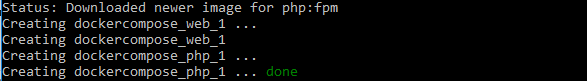 Status: Downloaded newer image for php:fpm
Creating dockercompose_web_1 ...
Creating dockercompose_web_1
Creating dockercompose_php_1 ...
Creating dockercompose_php_1 ... done